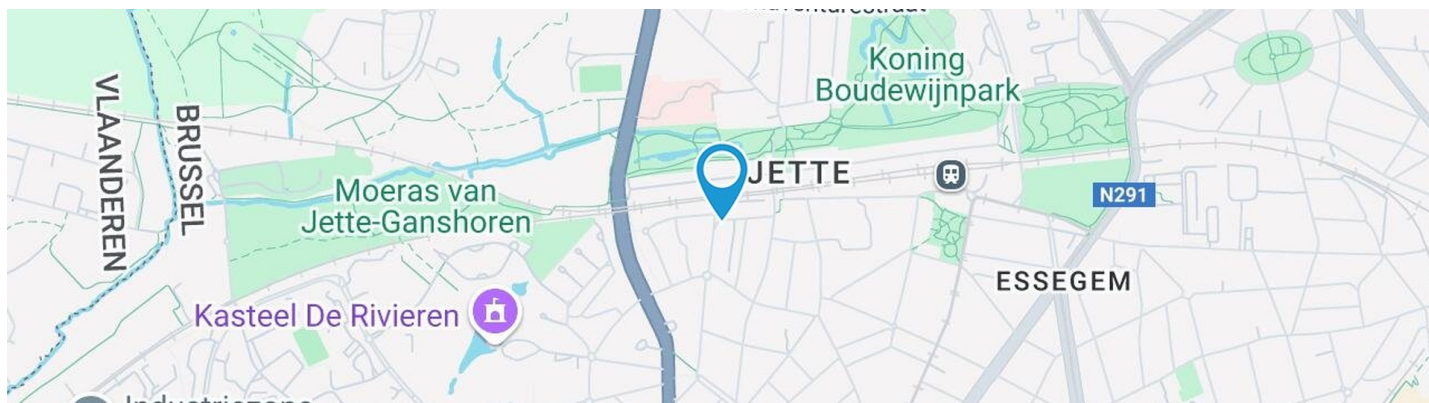 Koning
Boudewijnpark
VLAANDEREN
BRUSSEL
JETTE
Moeras van
Jette-Ganshoren
N291
ESSEGEM
Kasteel De Rivieren